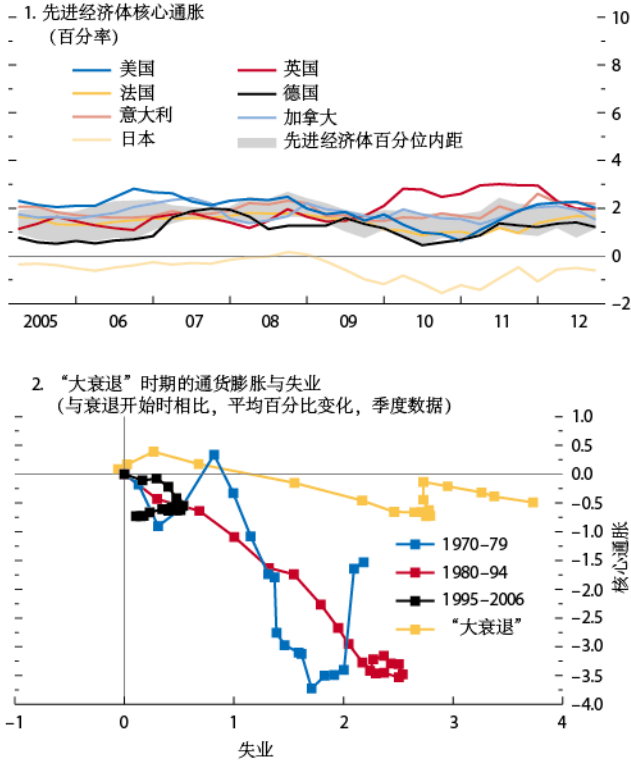 1. 先进经济体核心通胀
（百分率）
美国
英国
法国
德国
意大利
加拿大
日本
先进经济体百分位内距
10
8
6
4
2
0
−2
2005 06 07 08 09 10 11 12
2. “大衰退”时期的通货膨胀与失业
（与衰退开始时相比，平均百分比变化，季度数据）
1.0
0.5
0.0
−0.5
−1.0
−1.5
−2.0
−2.5
−3.0
−3.5
−4.0
核心通胀
1970–79
1980–94
1995–2006
“大衰退”
−1 0 1 2 3 4
失业